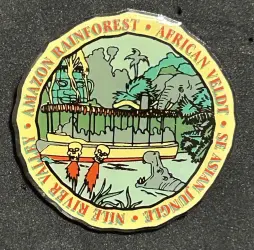 AMAZON RAINFOREST • AFRICAN VELDT • SE ASIAN JUNGLE • NILE RIVER VALLEY •